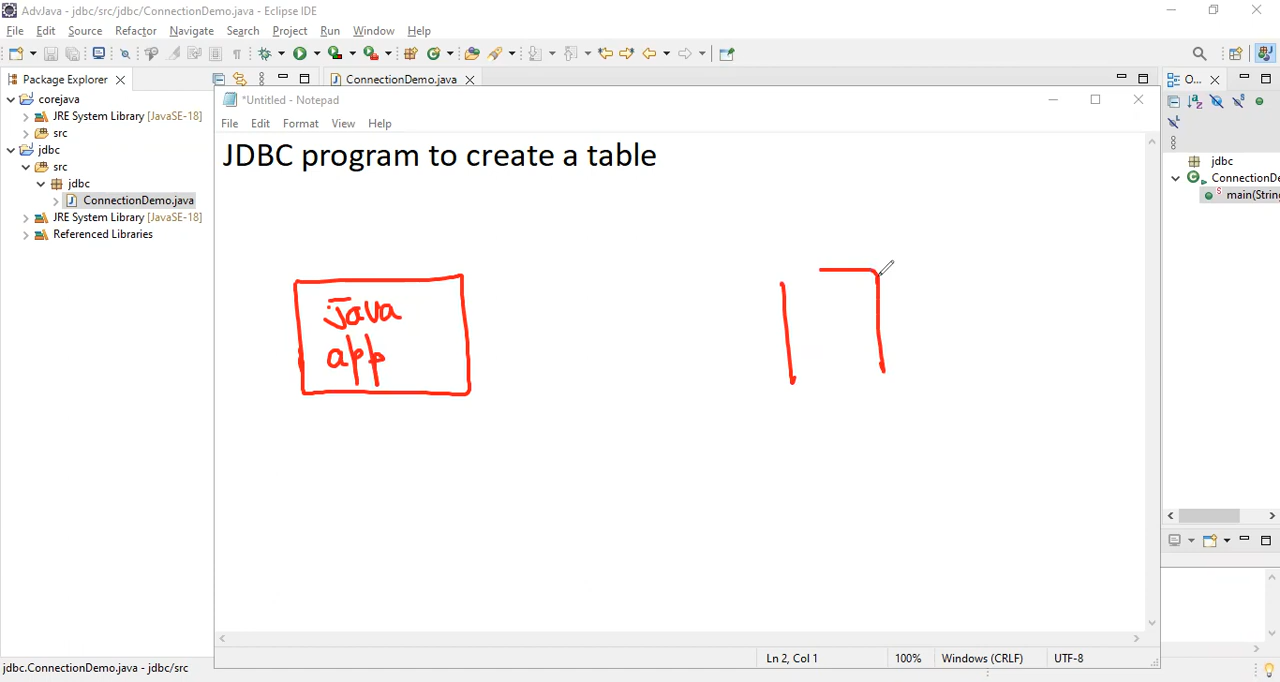 AdvJava - jdbc/src/jdbc/ConnectionDemo.java - Eclipse IDE
File Edit Source Refactor Navigate Search Project Run Window Help
Package Explorer
ConnectionDemo.java
O...
corejava
JRE System Library [JavaSE-18]
src
jdbc
src
jdbc
ConnectionDemo.java
JRE System Library [JavaSE-18]
Referenced Libraries
*Untitled - Notepad
File Edit Format View Help
JDBC program to create a table
java
app
Ln 2, Col 1 100% Windows (CRLF) UTF-8
jdbc
ConnectionDe
main(String
jdbc.ConnectionDemo.java - jdbc/src